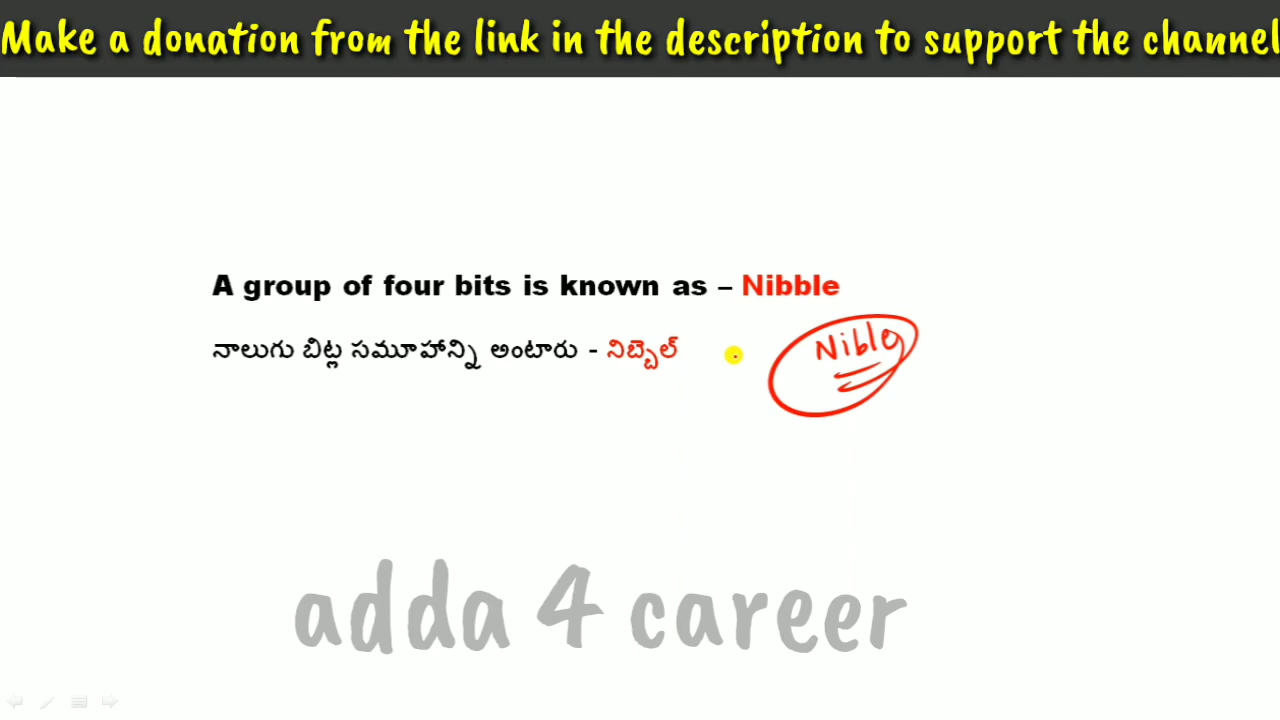 Make a donation from the link in the description to support the channel
A group of four bits is known as – Nibble
నాలుగు బిట్ల సమూహాన్ని అంటారు - నిబ్బెల్
Nible
adda 4 career